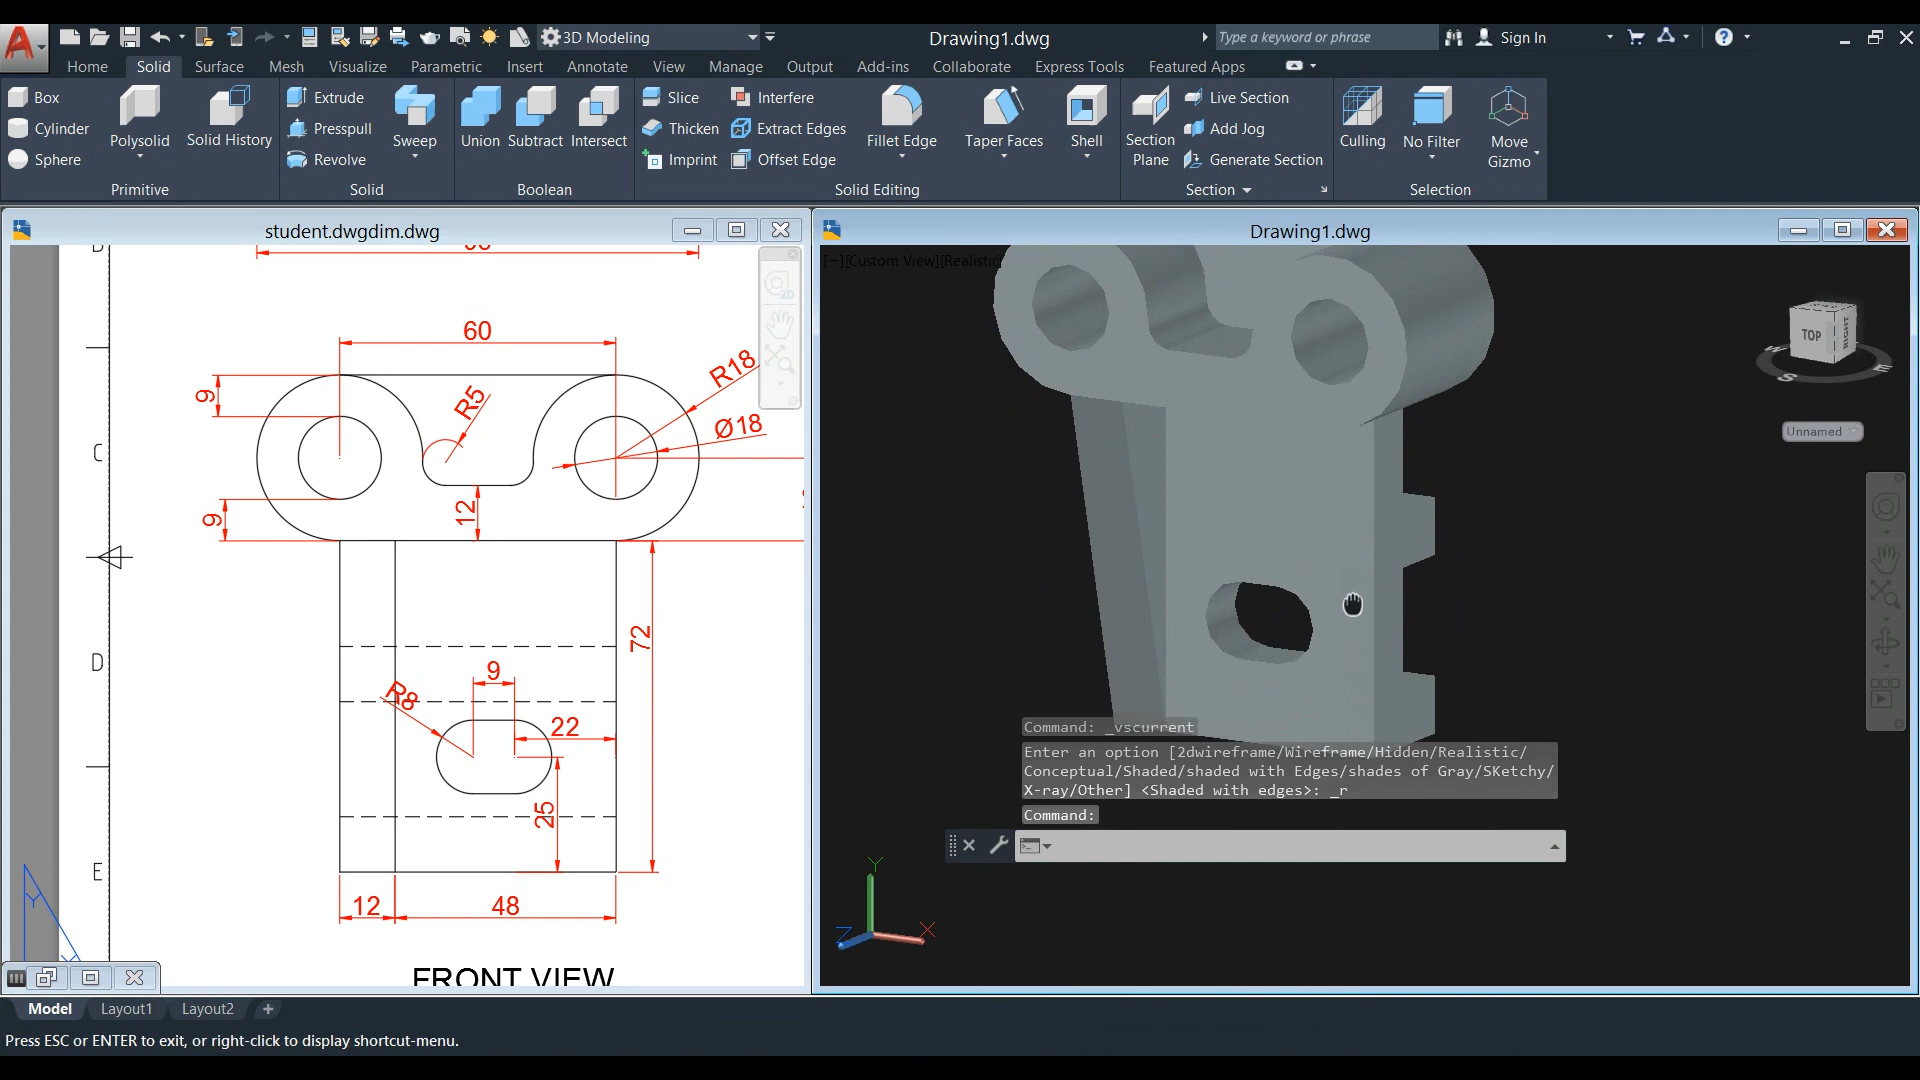 3D Modeling
Drawing1.dwg
Type a keyword or phrase
Sign In
Home Solid Surface Mesh Visualize Parametric Insert Annotate View Manage Output Add-ins Collaborate Express Tools Featured Apps
Box
Cylinder
Sphere
Polysolid
Solid History
Primitive
Extrude
Presspull
Revolve
Sweep
Solid
Union
Subtract
Intersect
Boolean
Slice
Thicken
Imprint
Interfere
Extract Edges
Offset Edge
Fillet Edge
Taper Faces
Shell
Solid Editing
Section
Plane
Live Section
Add Jog
Generate Section
Section
Culling
No Filter
Move
Gizmo
Selection
student.dwgdim.dwg
60
R18
9
R5
Ø18
C
9
12
D
72
9
R8
22
25
E
12
48
Y
FRONT VIEW
Drawing1.dwg
[−][Custom View][Realistic]
TOP
RIGHT
W
S
E
Unnamed
Command: _vscurrent
Enter an option [2dwireframe/Wireframe/Hidden/Realistic/
Conceptual/Shaded/shaded with Edges/shades of Gray/SKetchy/
X-ray/Other] <Shaded with edges>: _r
Command:
Y
Z
X
Model Layout1 Layout2 +
Press ESC or ENTER to exit, or right-click to display shortcut-menu.